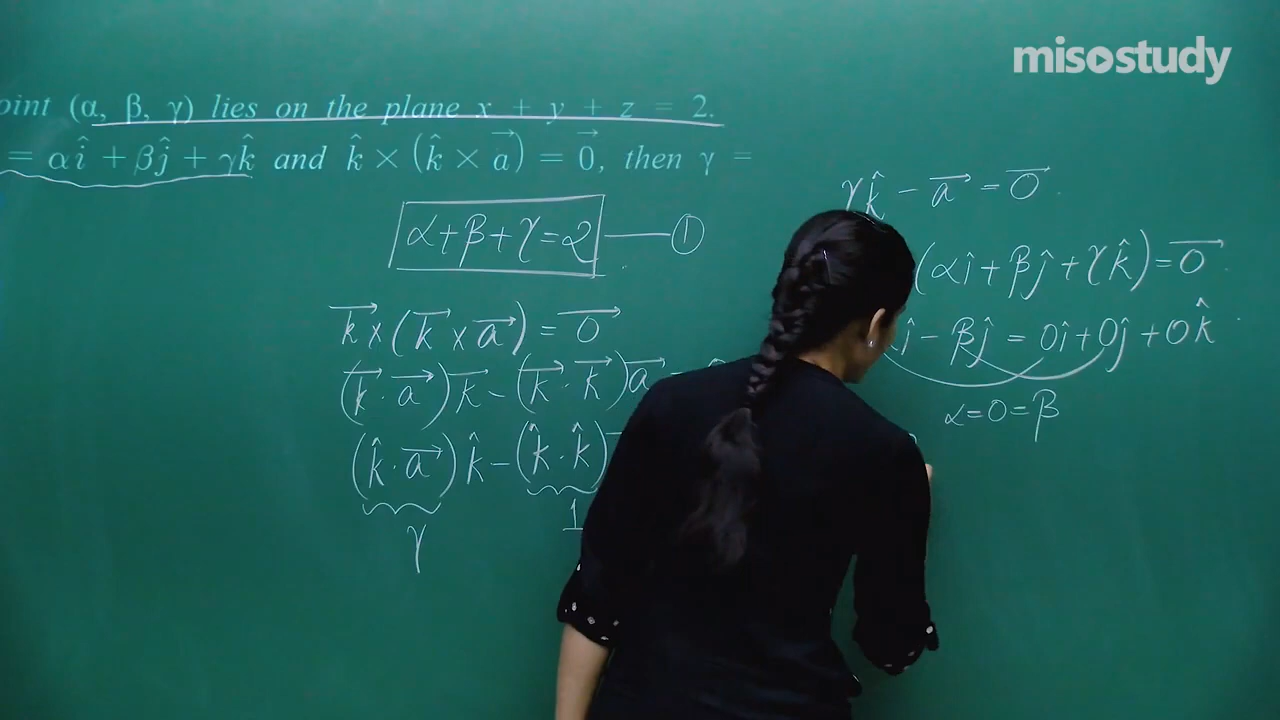 misostudy
(α, β, γ) lies on the plane x + y + z = 2.
= αî + βĵ + γk̂ and k̂ × (k̂ × a⃗) = 0⃗, then γ =
α+β+γ=2 —— ①
k⃗×(k⃗×a⃗) = 0⃗
(k⃗·a⃗)k⃗−(k⃗·k⃗)a⃗
(k̂·a⃗)k̂−(k̂·k̂)
γ
1
γk̂ − a⃗ = 0⃗
(αî+βĵ+γk̂)=0⃗
î − βĵ = 0î+0ĵ+0k̂
α=0=β